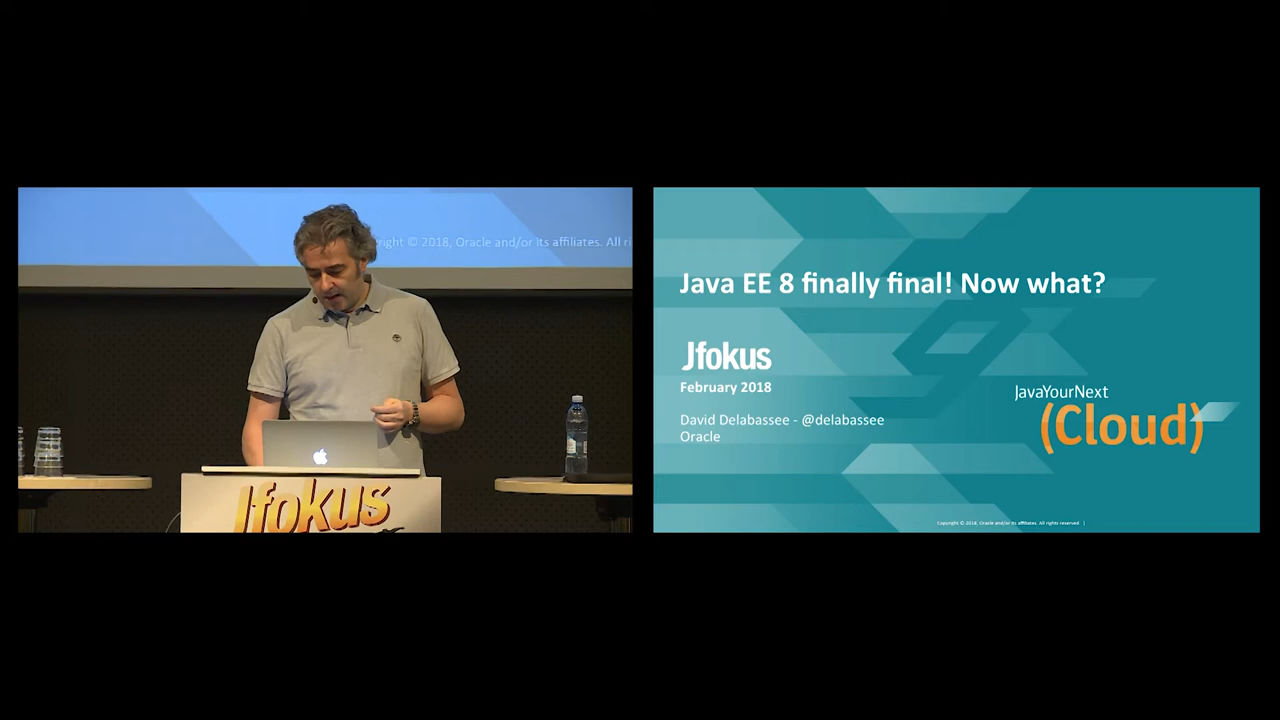 right © 2018, Oracle and/or its affiliates. All ri
Jfokus
Java EE 8 finally final! Now what?
Jfokus
February 2018
David Delabassee - @delabassee
Oracle
JavaYourNext
(Cloud)
Copyright © 2018, Oracle and/or its affiliates. All rights reserved. |